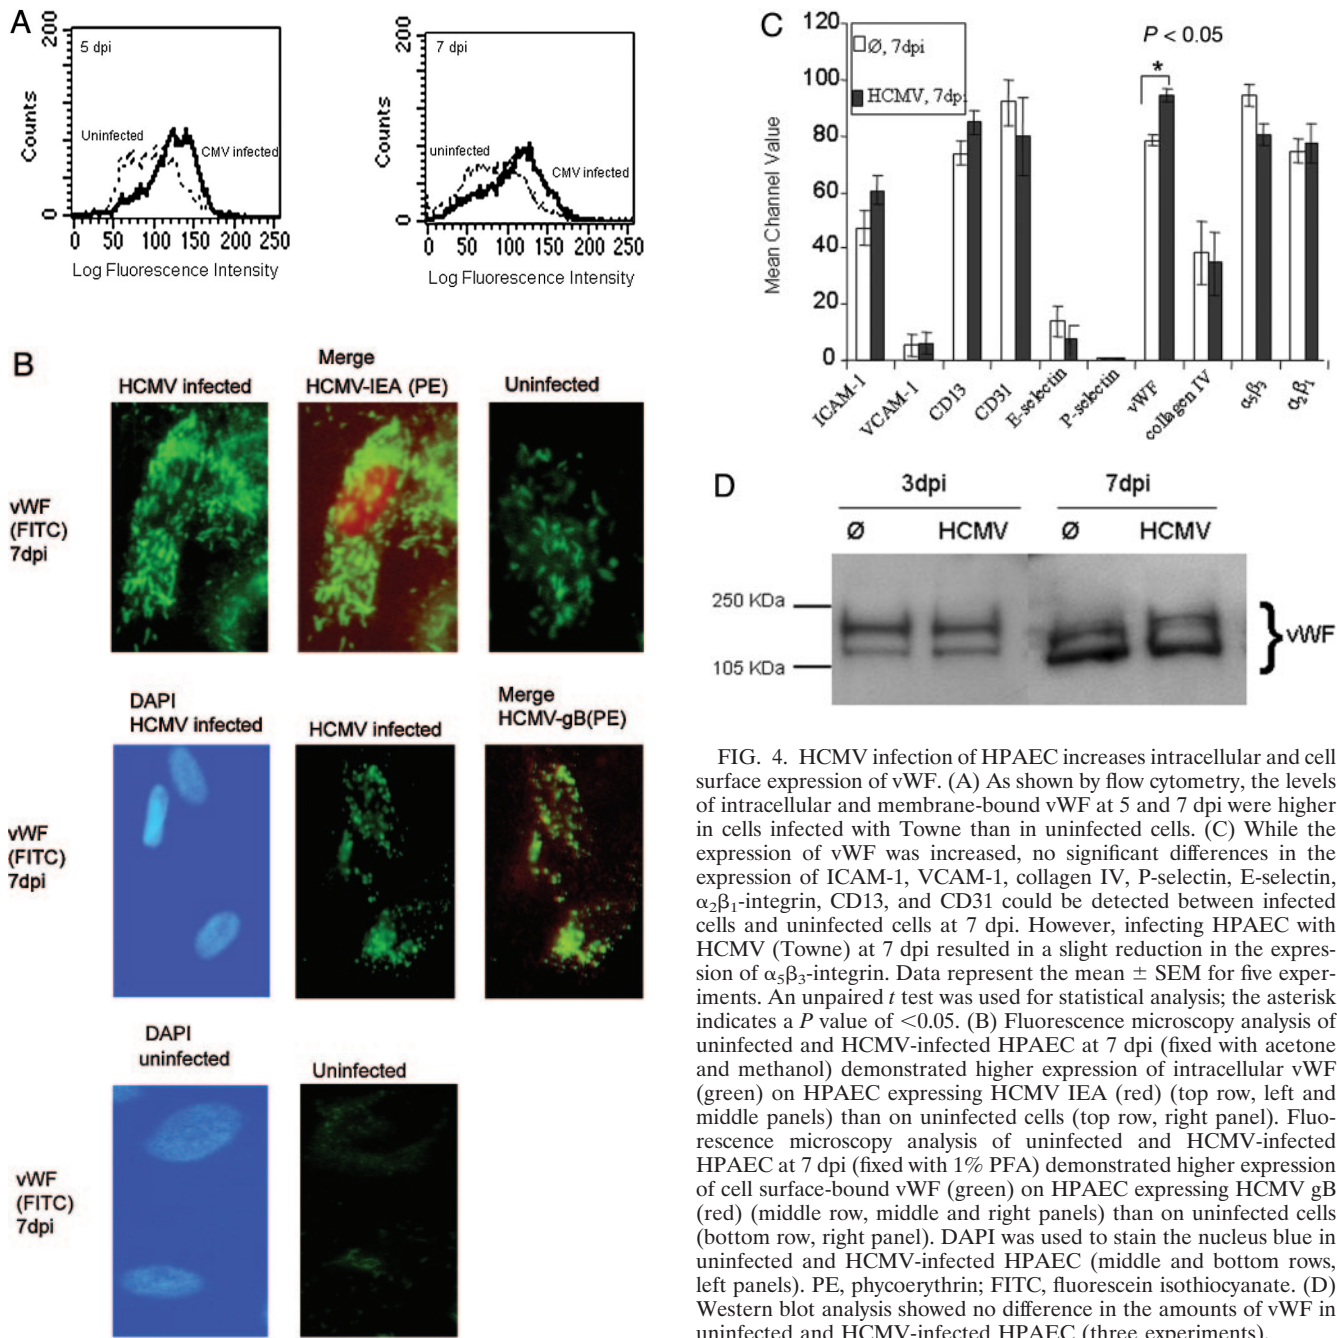 A
200
Counts
0
5 dpi
Uninfected
CMV infected
0 50 100 150 200 250
Log Fluorescence Intensity
200
Counts
0
7 dpi
uninfected
CMV infected
0 50 100 150 200 250
Log Fluorescence Intensity
B
HCMV infected
Merge
HCMV-IEA (PE)
Uninfected
vWF
(FITC)
7dpi
DAPI
HCMV infected
HCMV infected
Merge
HCMV-gB(PE)
vWF
(FITC)
7dpi
DAPI
uninfected
Uninfected
vWF
(FITC)
7dpi
C
Mean Channel Value
120
100
80
60
40
20
0
Ø, 7dpi
HCMV, 7dpi
P < 0.05
*
ICAM-1
VCAM-1
CD13
CD31
E-selectin
P-selectin
vWF
collagen IV
α5β3
α2β1
D
3dpi 7dpi
Ø HCMV Ø HCMV
250 KDa
105 KDa
vWF
FIG. 4. HCMV infection of HPAEC increases intracellular and cell
surface expression of vWF. (A) As shown by flow cytometry, the levels
of intracellular and membrane-bound vWF at 5 and 7 dpi were higher
in cells infected with Towne than in uninfected cells. (C) While the
expression of vWF was increased, no significant differences in the
expression of ICAM-1, VCAM-1, collagen IV, P-selectin, E-selectin,
α2β1-integrin, CD13, and CD31 could be detected between infected
cells and uninfected cells at 7 dpi. However, infecting HPAEC with
HCMV (Towne) at 7 dpi resulted in a slight reduction in the expres-
sion of α5β3-integrin. Data represent the mean ± SEM for five exper-
iments. An unpaired t test was used for statistical analysis; the asterisk
indicates a P value of <0.05. (B) Fluorescence microscopy analysis of
uninfected and HCMV-infected HPAEC at 7 dpi (fixed with acetone
and methanol) demonstrated higher expression of intracellular vWF
(green) on HPAEC expressing HCMV IEA (red) (top row, left and
middle panels) than on uninfected cells (top row, right panel). Fluo-
rescence microscopy analysis of uninfected and HCMV-infected
HPAEC at 7 dpi (fixed with 1% PFA) demonstrated higher expression
of cell surface-bound vWF (green) on HPAEC expressing HCMV gB
(red) (middle row, middle and right panels) than on uninfected cells
(bottom row, right panel). DAPI was used to stain the nucleus blue in
uninfected and HCMV-infected HPAEC (middle and bottom rows,
left panels). PE, phycoerythrin; FITC, fluorescein isothiocyanate. (D)
Western blot analysis showed no difference in the amounts of vWF in
uninfected and HCMV-infected HPAEC (three experiments).